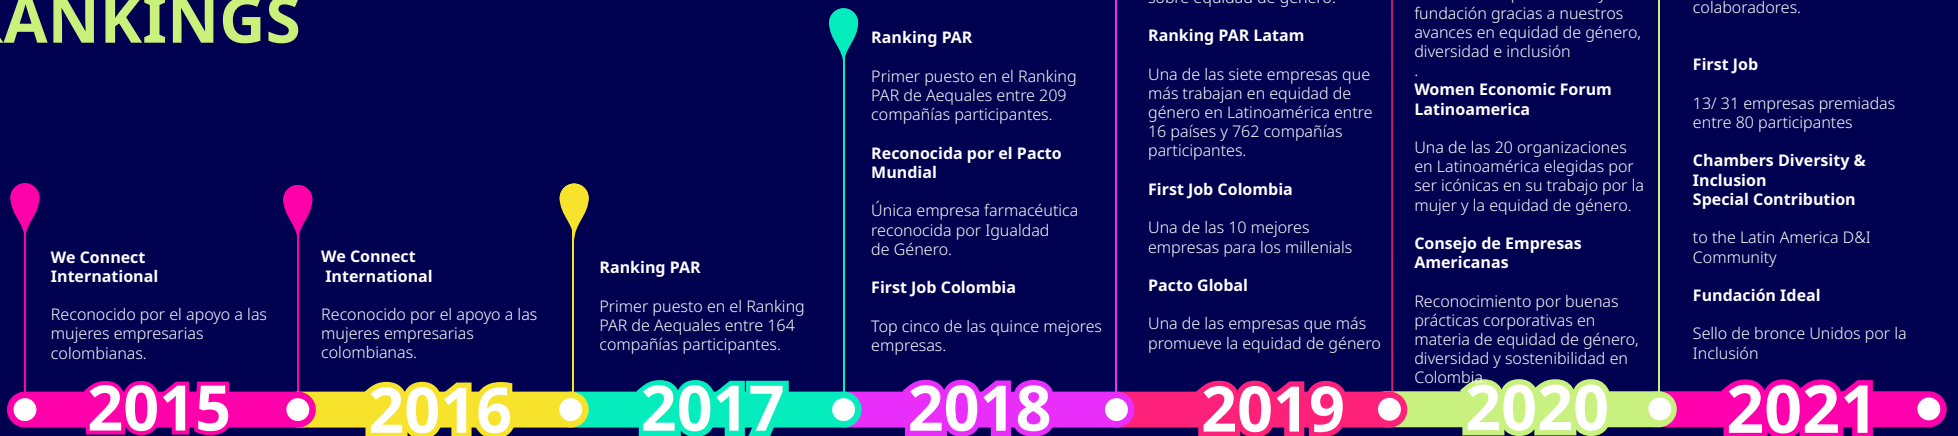 RANKINGS
We Connect
International
Reconocido por el apoyo a las
mujeres empresarias
colombianas.
2015
We Connect
International
Reconocido por el apoyo a las
mujeres empresarias
colombianas.
2016
Ranking PAR
Primer puesto en el Ranking
PAR de Aequales entre 164
compañías participantes.
2017
Ranking PAR
Primer puesto en el Ranking
PAR de Aequales entre 209
compañías participantes.
Reconocida por el Pacto
Mundial
Única empresa farmacéutica
reconocida por Igualdad
de Género.
First Job Colombia
Top cinco de las quince mejores
empresas.
2018
sobre equidad de género.
Ranking PAR Latam
Una de las siete empresas que
más trabajan en equidad de
género en Latinoamérica entre
16 países y 762 compañías
participantes.
First Job Colombia
Una de las 10 mejores
empresas para los millenials
Pacto Global
Una de las empresas que más
promueve la equidad de género
2019
fundación gracias a nuestros
avances en equidad de género,
diversidad e inclusión
.
Women Economic Forum
Latinoamerica
Una de las 20 organizaciones
en Latinoamérica elegidas por
ser icónicas en su trabajo por la
mujer y la equidad de género.
Consejo de Empresas
Americanas
Reconocimiento por buenas
prácticas corporativas en
materia de equidad de género,
diversidad y sostenibilidad en
Colombia.
2020
colaboradores.
First Job
13/ 31 empresas premiadas
entre 80 participantes
Chambers Diversity &
Inclusion
Special Contribution
to the Latin America D&I
Community
Fundación Ideal
Sello de bronce Unidos por la
Inclusión
2021